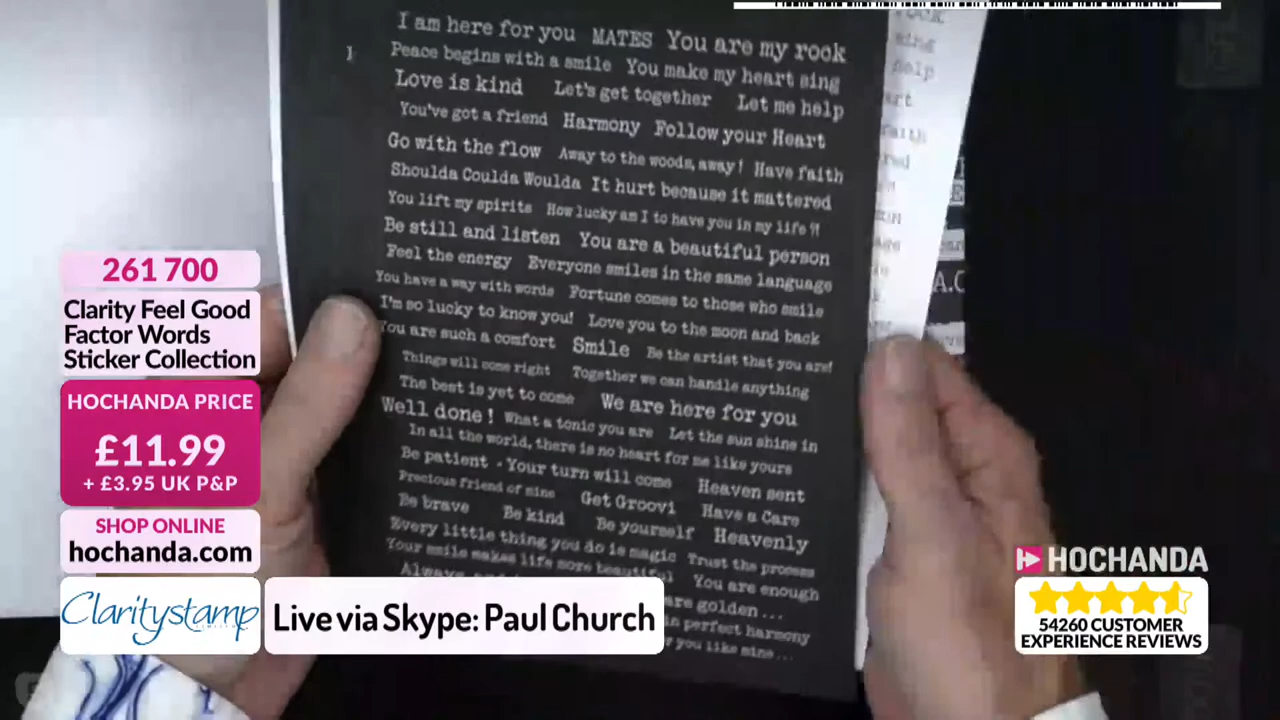 I am here for you MATES You are my rock
Peace begins with a smile You make my heart sing
Love is kind Let's get together Let me help
You've got a friend Harmony Follow your Heart
Go with the flow Away to the woods, away! Have faith
Shoulda Coulda Woulda It hurt because it mattered
You lift my spirits How lucky am I to have you in my life ?!
Be still and listen You are a beautiful person
Feel the energy Everyone smiles in the same language
You have a way with words Fortune comes to those who smile
I'm so lucky to know you! Love you to the moon and back
You are such a comfort Smile Be the artist that you are!
Things will come right Together we can handle anything
The best is yet to come We are here for you
Well done! What a tonic you are Let the sun shine in
In all the world, there is no heart for me like yours
Be patient - Your turn will come Heaven sent
Precious friend of mine Get Groovi Have a Care
Be brave Be kind Be yourself Heavenly
Every little thing you do is magic Trust the process
Your smile makes life more beautiful You are enough
Always
are golden ...
in perfect harmony
you like mine...
261 700
Clarity Feel Good
Factor Words
Sticker Collection
HOCHANDA PRICE
£11.99
+ £3.95 UK P&P
SHOP ONLINE
hochanda.com
Claritystamp
Live via Skype: Paul Church
HOCHANDA
54260 CUSTOMER
EXPERIENCE REVIEWS